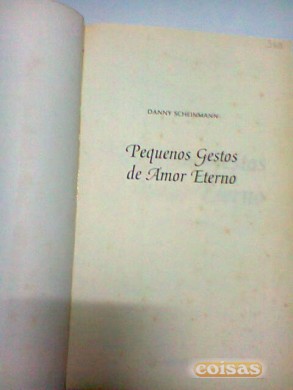 DANNY SCHEINMANN
Pequenos Gestos
de Amor Eterno
coisas